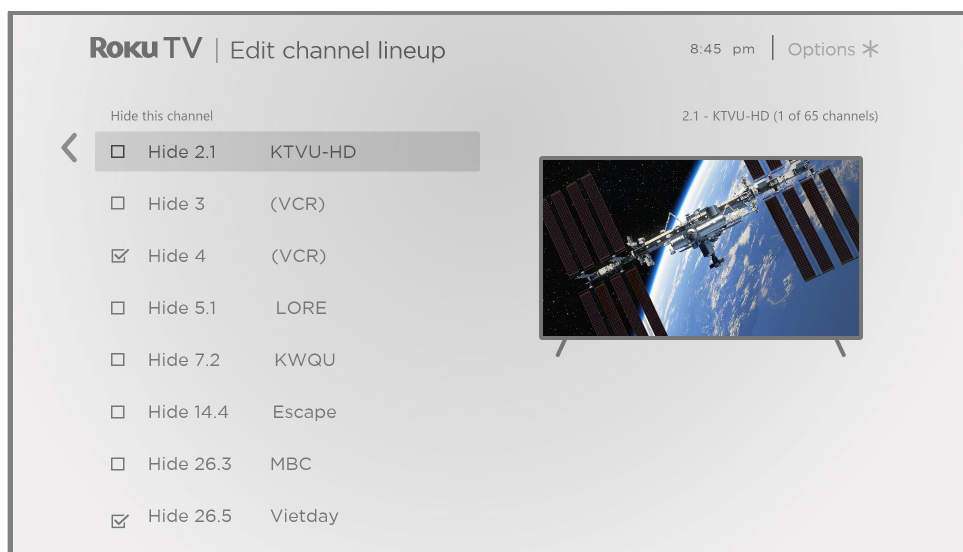 Roku TV | Edit channel lineup
8:45 pm | Options
Hide this channel
2.1 - KTVU-HD (1 of 65 channels)
Hide 2.1 KTVU-HD
Hide 3 (VCR)
Hide 4 (VCR)
Hide 5.1 LORE
Hide 7.2 KWQU
Hide 14.4 Escape
Hide 26.3 MBC
Hide 26.5 Vietday